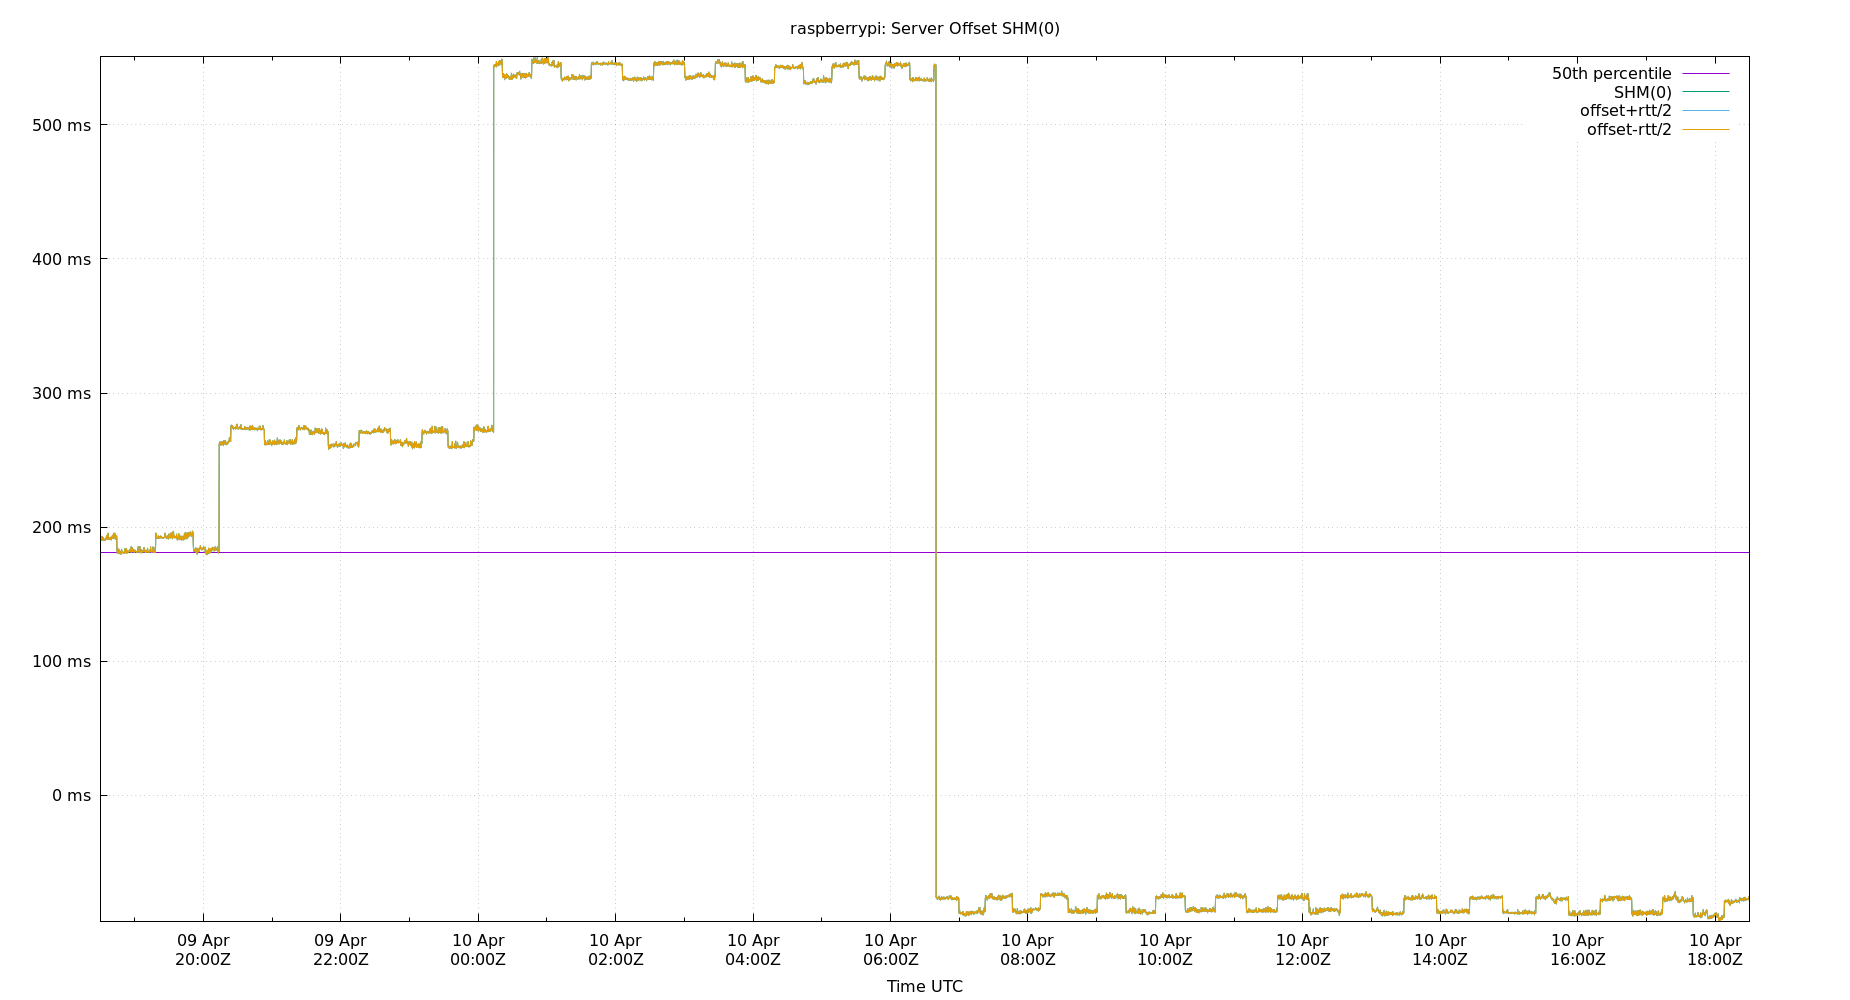 raspberrypi: Server Offset SHM(0)
50th percentile
SHM(0)
offset+rtt/2
offset-rtt/2
500 ms
400 ms
300 ms
200 ms
100 ms
0 ms
09 Apr 09 Apr 10 Apr 10 Apr 10 Apr 10 Apr 10 Apr 10 Apr 10 Apr 10 Apr 10 Apr 10 Apr
20:00Z 22:00Z 00:00Z 02:00Z 04:00Z 06:00Z 08:00Z 10:00Z 12:00Z 14:00Z 16:00Z 18:00Z
Time UTC